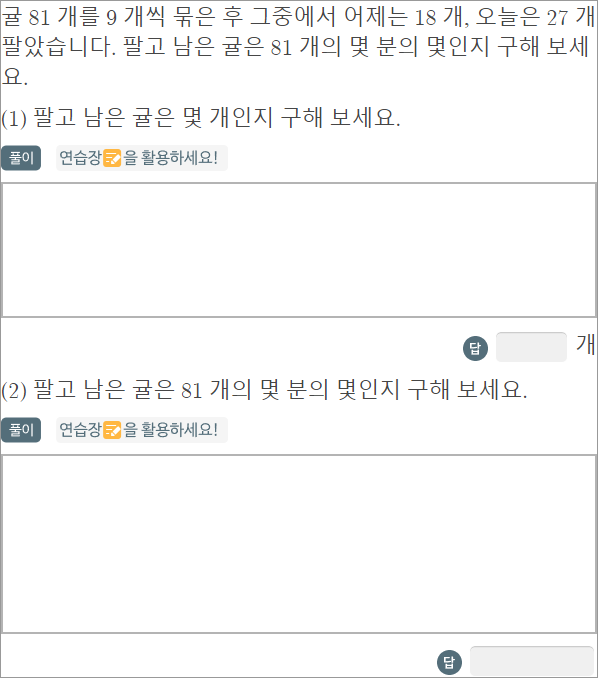 귤 81 개를 9 개씩 묶은 후 그중에서 어제는 18 개, 오늘은 27 개
팔았습니다. 팔고 남은 귤은 81 개의 몇 분의 몇인지 구해 보세
요.
(1) 팔고 남은 귤은 몇 개인지 구해 보세요.
풀이 연습장을 활용하세요!
답 개
(2) 팔고 남은 귤은 81 개의 몇 분의 몇인지 구해 보세요.
풀이 연습장을 활용하세요!
답